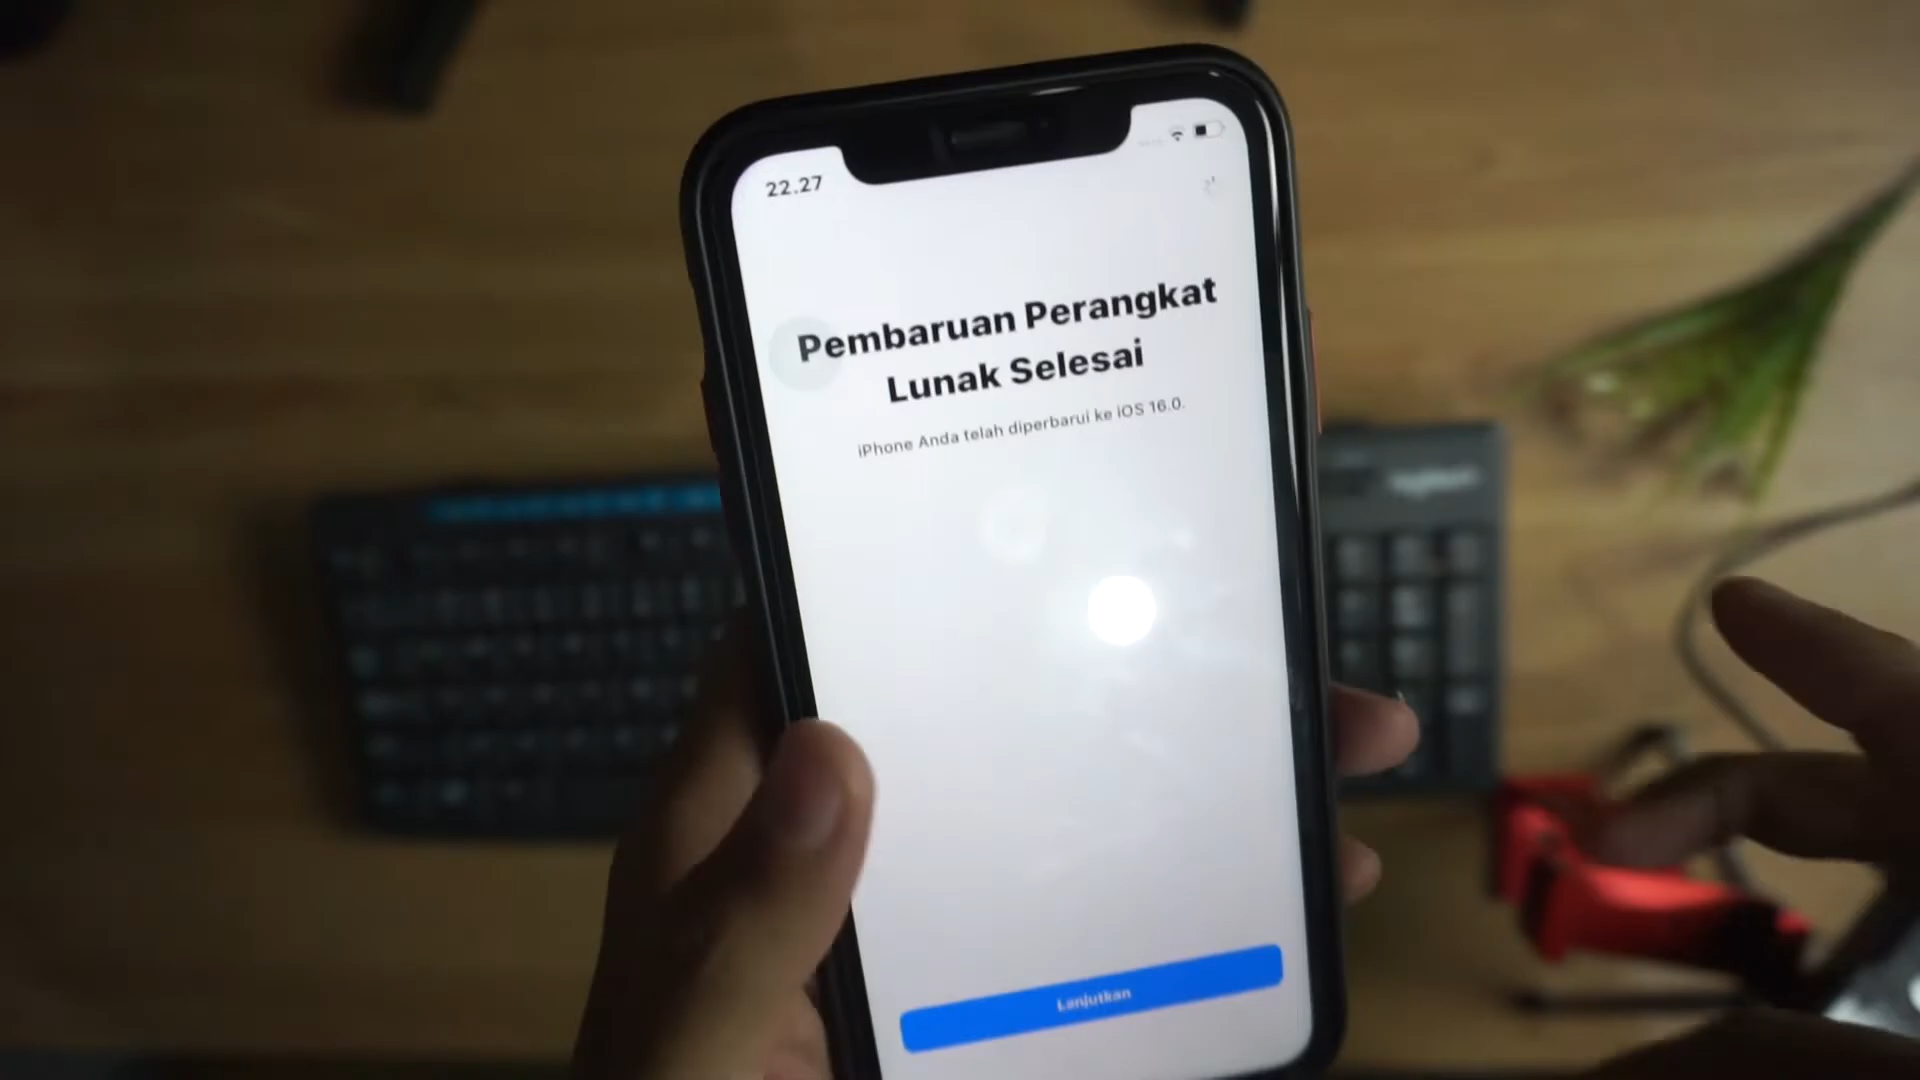 22.27
Pembaruan Perangkat
Lunak Selesai
iPhone Anda telah diperbarui ke iOS 16.0.
Lanjutkan